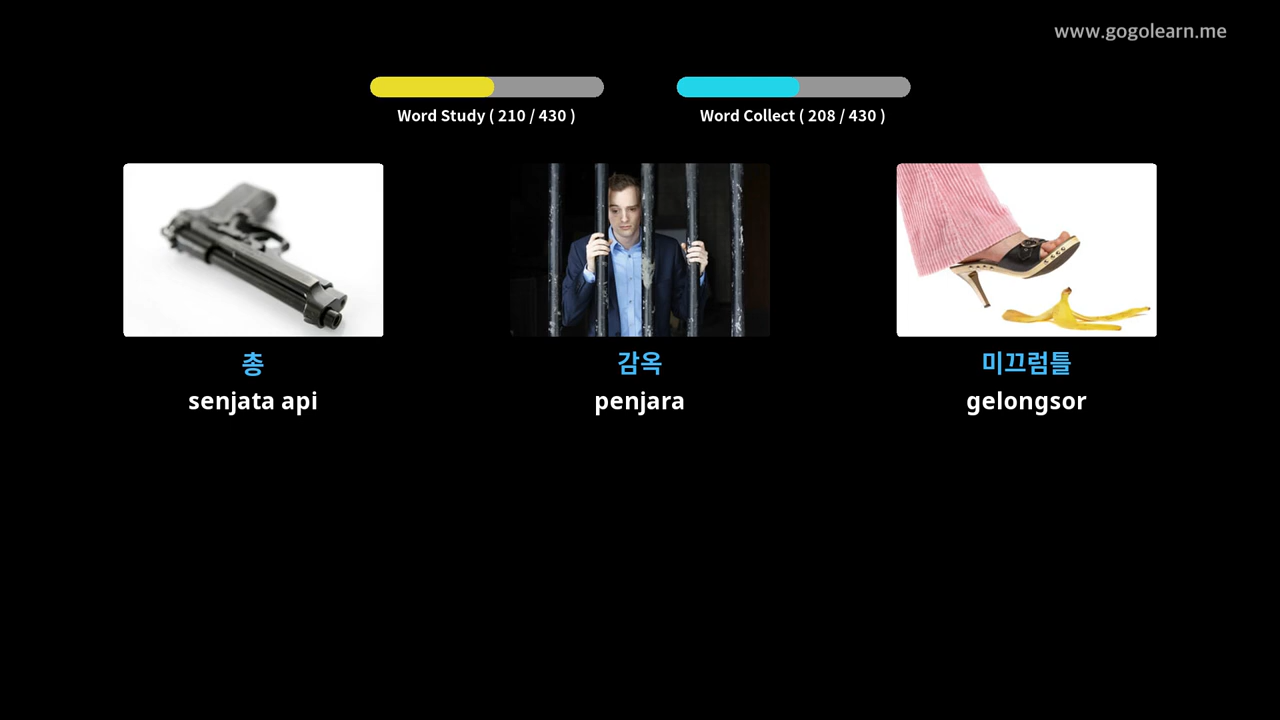 www.gogolearn.me
Word Study ( 210 / 430 )
Word Collect ( 208 / 430 )
총
감옥
미끄럼틀
senjata api
penjara
gelongsor